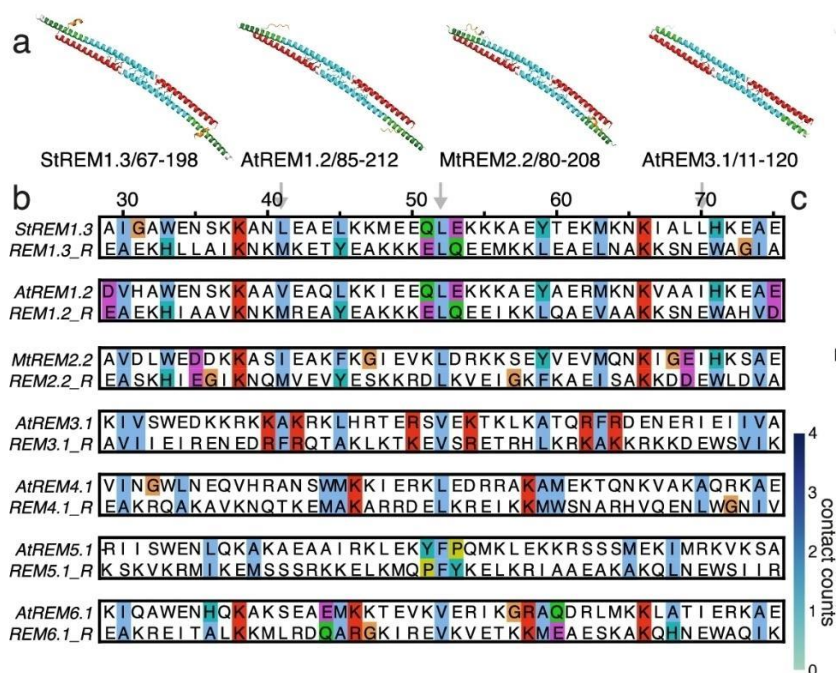 a
StREM1.3/67-198 AtREM1.2/85-212 MtREM2.2/80-208 AtREM3.1/11-120
b 30 40 50 60 70 c
StREM1.3 AIGAWENSKKANLEAELKKMEEQLEKKKAEYTEKMKNKIALLHKEAE
REM1.3_R EAEKHLLAIKNKMKETYEAKKKELQEEMKKLEAELNAKKSNEWAGIA
AtREM1.2 DVHAWENSKKAAVEAQLKKIEEQLEKKKAEYAERMKNKVAAIHKEAE
REM1.2_R EAEKHIAAVKNKMREAYEAKKKELQEEIKKLQAEVAAKKSNEWAHVD
MtREM2.2 AVDLWEDDKKASIEAKFKGIEVKLDRKKSEYVEVMQNKIGEIHKSAE
REM2.2_R EASKHIEGIKNQMVEVYESKKRDLKVEIGKFKAEISAKKDDEWLDVA
AtREM3.1 KIVSWEDKKRKKAKRKLHRTERSVEKTKLKATQRFRDENERIEIIVA
REM3.1_R AVIIEIRENEDRFRQTAKLKTKEVSRETRHLKRKAKKRKKDEWSVIK
AtREM4.1 VINGWLNEQVHRANSWMKKIERKLEDRRAKAMEKTQNKVAKAQRKAE
REM4.1_R EAKRQAKAVKNQTKEMAKARRDELKREIKKMWSNARHVQENLWGNIV
AtREM5.1 RIISWENLQKAKAEAAIRKLEKYFPQMKLEKKRSSSMEKIMRKVKSA
REM5.1_R KSKVKRMIKEMSSSRKKELKMQPFYKELKRIAAEAKAKQLNEWSIIR
AtREM6.1 KIQAWENHQKAKSEAEMKKTEVKVERIKGRAQDRLMKKLATIERKAE
REM6.1_R EAKREITALKKMLRDQARGKIREVKVETKKMEAESKAKQHNEWAQIK
4
3
2
1
0
contact counts